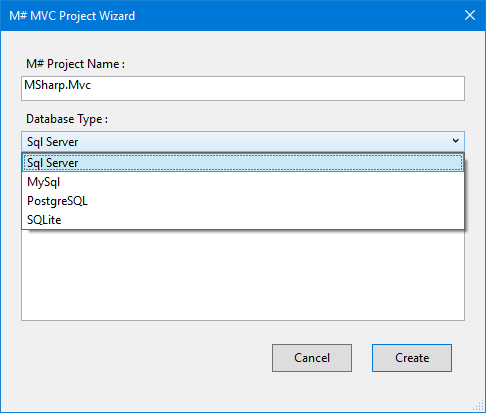 M# MVC Project Wizard
M# Project Name :
MSharp.Mvc
Database Type :
Sql Server
Sql Server
MySql
PostgreSQL
SQLite
Cancel
Create